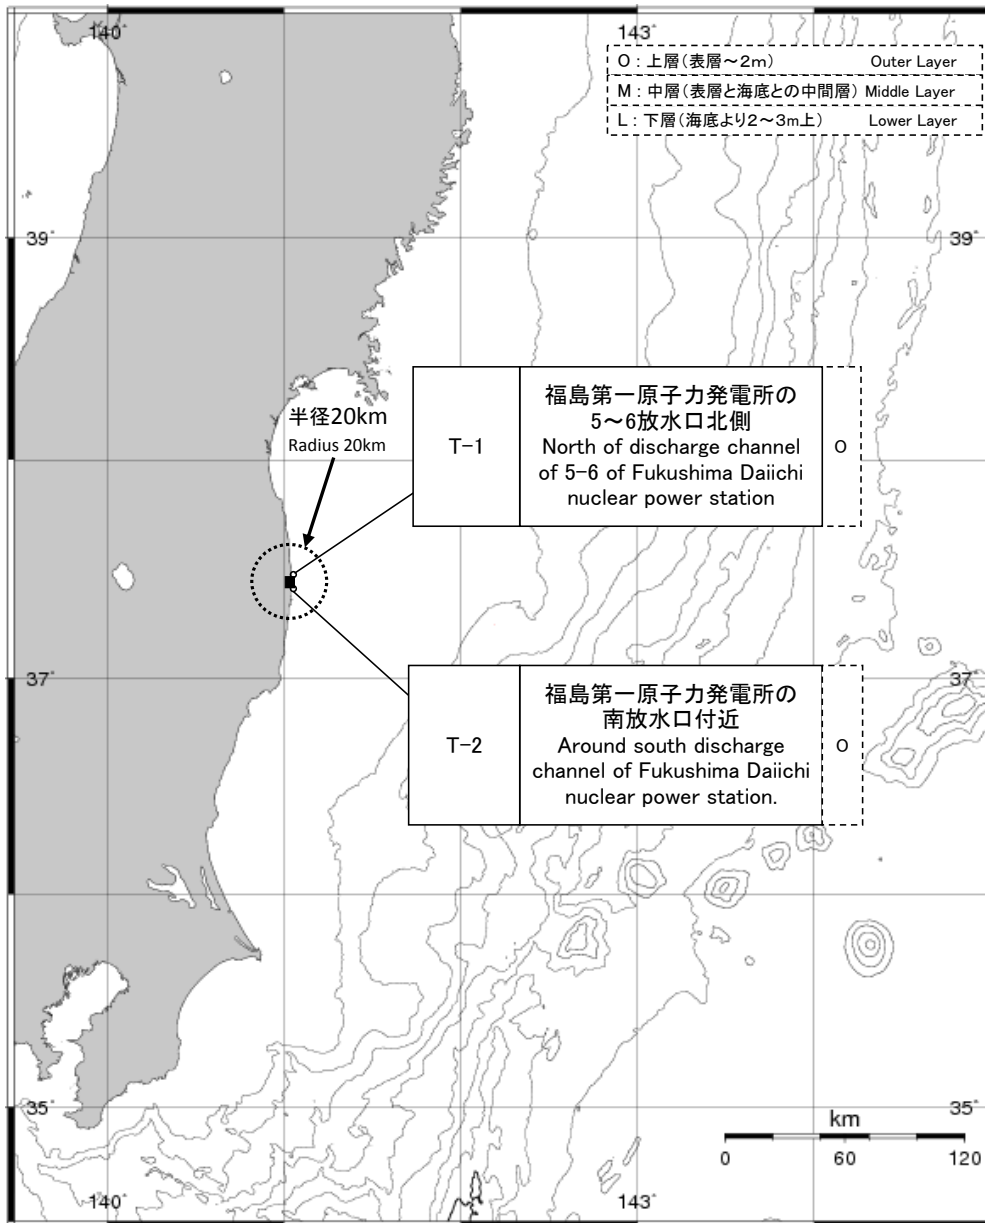 140°
143°
O : 上層(表層～2m) Outer Layer
M : 中層(表層と海底との中間層) Middle Layer
L : 下層(海底より2～3m上) Lower Layer
39°
39°
半径20km
Radius 20km
T-1
福島第一原子力発電所の
5～6放水口北側
North of discharge channel
of 5-6 of Fukushima Daiichi
nuclear power station
O
37°
37°
T-2
福島第一原子力発電所の
南放水口付近
Around south discharge
channel of Fukushima Daiichi
nuclear power station.
O
35°
35°
km
0 60 120
140°
143°